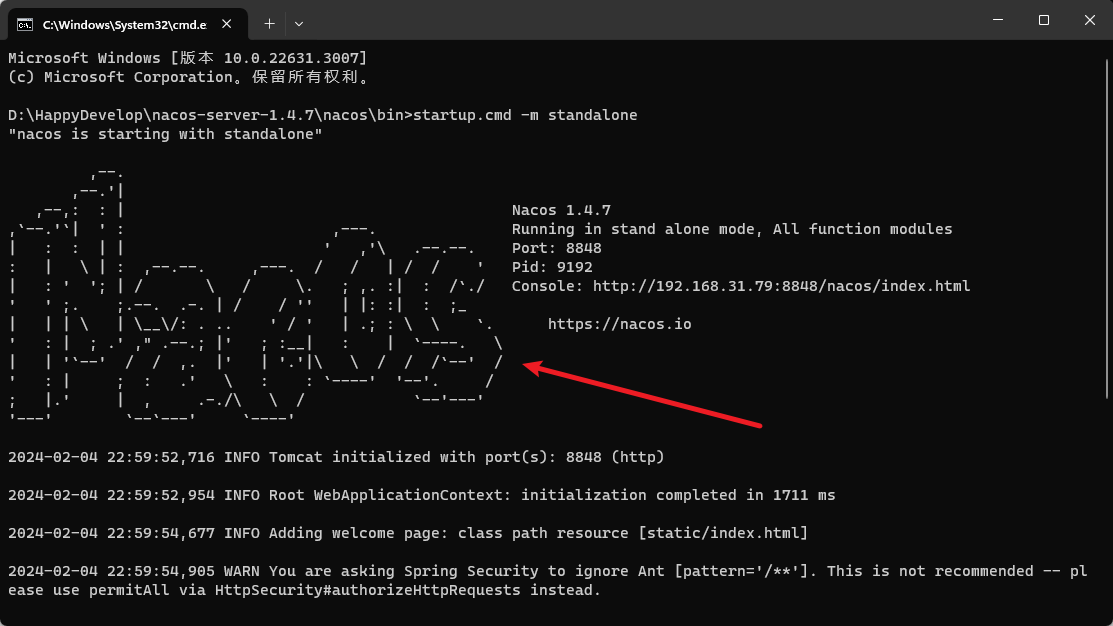 C:\Windows\System32\cmd.e
Microsoft Windows [版本 10.0.22631.3007]
(c) Microsoft Corporation。保留所有权利。
D:\HappyDevelop\nacos-server-1.4.7\nacos\bin>startup.cmd -m standalone
"nacos is starting with standalone"
Nacos 1.4.7
Running in stand alone mode, All function modules
Port: 8848
Pid: 9192
Console: http://192.168.31.79:8848/nacos/index.html
https://nacos.io
2024-02-04 22:59:52,716 INFO Tomcat initialized with port(s): 8848 (http)
2024-02-04 22:59:52,954 INFO Root WebApplicationContext: initialization completed in 1711 ms
2024-02-04 22:59:54,677 INFO Adding welcome page: class path resource [static/index.html]
2024-02-04 22:59:54,905 WARN You are asking Spring Security to ignore Ant [pattern='/**']. This is not recommended -- pl
ease use permitAll via HttpSecurity#authorizeHttpRequests instead.